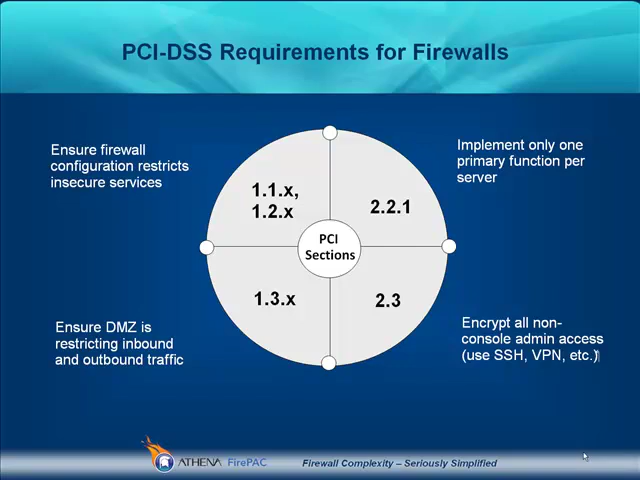 PCI-DSS Requirements for Firewalls
Ensure firewall
configuration restricts
insecure services
Implement only one
primary function per
server
1.1.x,
1.2.x
2.2.1
PCI
Sections
1.3.x
2.3
Ensure DMZ is
restricting inbound
and outbound traffic
Encrypt all non-
console admin access
(use SSH, VPN, etc.)
ATHENA FirePAC
Firewall Complexity – Seriously Simplified